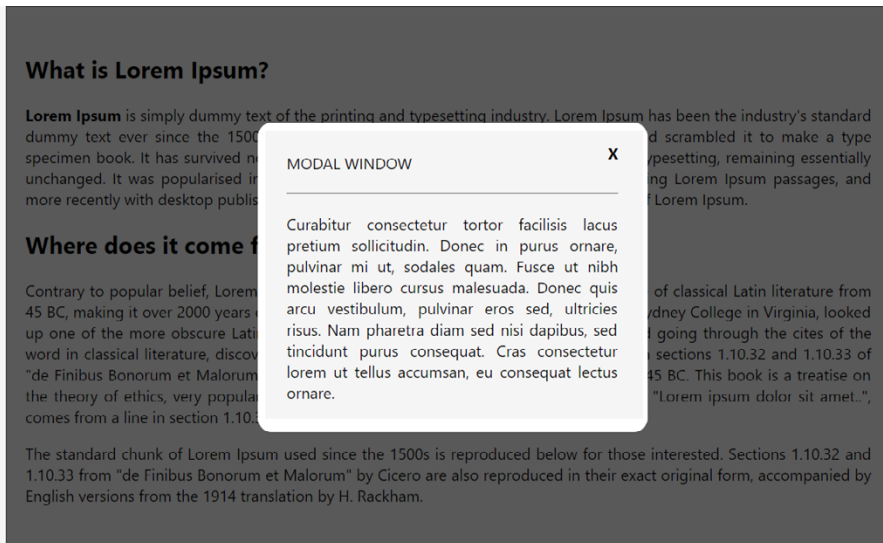 What is Lorem Ipsum?
Lorem Ipsum is simply dummy text of the printing and typesetting industry. Lorem Ipsum has been the industry's standard
dummy text ever since the 1500 scrambled it to make a type
specimen book. It has survived typesetting, remaining essentially
unchanged. It was popularised Lorem Ipsum passages, and
more recently with desktop Lorem Ipsum.
Where does it come
Contrary to popular belief, Lorem of classical Latin literature from
45 BC, making it over 2000 years College in Virginia, looked
up one of the more obscure going through the cites of the
word in classical literature, sections 1.10.32 and 1.10.33 of
"de Finibus Bonorum et Malorum 45 BC. This book is a treatise on
the theory of ethics, very "Lorem ipsum dolor sit amet..",
comes from a line in section
The standard chunk of Lorem Ipsum used since the 1500s is reproduced below for those interested. Sections 1.10.32 and
1.10.33 from "de Finibus Bonorum et Malorum" by Cicero are also reproduced in their exact original form, accompanied by
English versions from the 1914 translation by H. Rackham.
X
MODAL WINDOW
Curabitur consectetur tortor facilisis lacus
pretium sollicitudin. Donec in purus ornare,
pulvinar mi ut, sodales quam. Fusce ut nibh
molestie libero cursus malesuada. Donec quis
arcu vestibulum, pulvinar eros sed, ultricies
risus. Nam pharetra diam sed nisi dapibus, sed
tincidunt purus consequat. Cras consectetur
lorem ut tellus accumsan, eu consequat lectus
ornare.